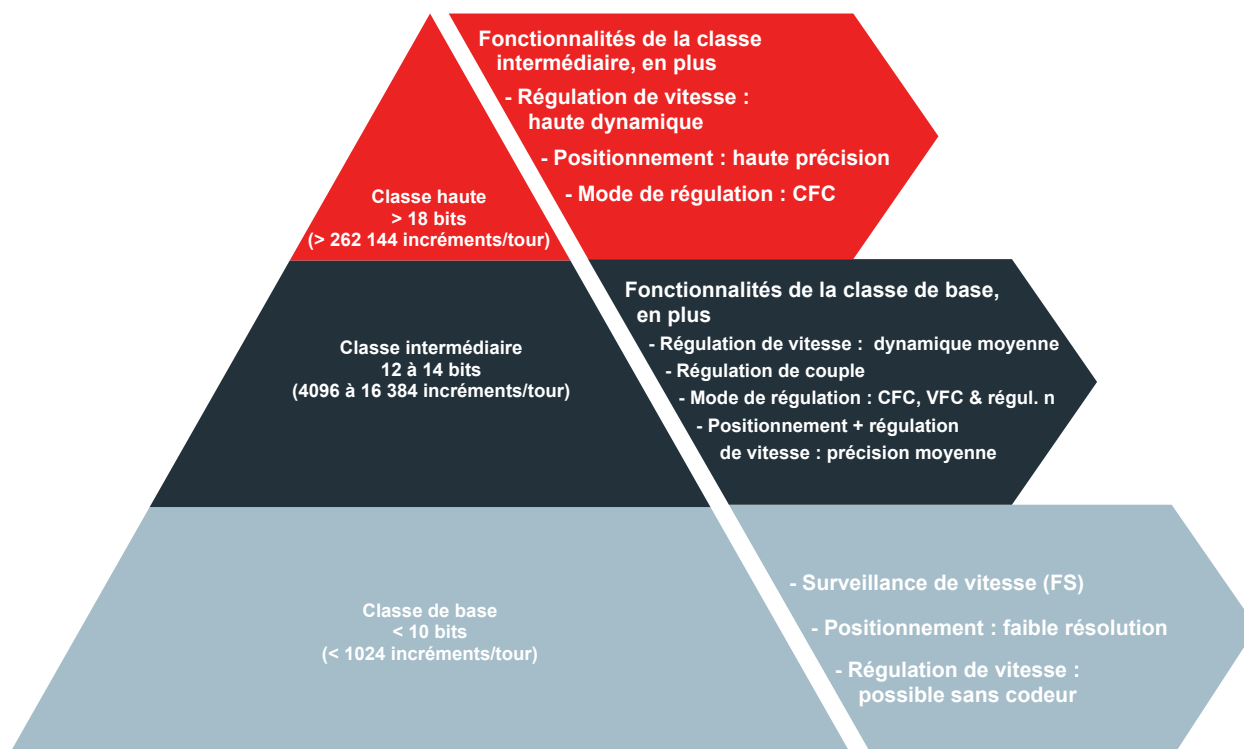 Fonctionnalités de la classe
intermédiaire, en plus
- Régulation de vitesse :
haute dynamique
- Positionnement : haute précision
- Mode de régulation : CFC
Classe haute
> 18 bits
(> 262 144 incréments/tour)
Fonctionnalités de la classe de base,
en plus
- Régulation de vitesse : dynamique moyenne
- Régulation de couple
- Mode de régulation : CFC, VFC & régul. n
- Positionnement + régulation
de vitesse : précision moyenne
Classe intermédiaire
12 à 14 bits
(4096 à 16 384 incréments/tour)
- Surveillance de vitesse (FS)
- Positionnement : faible résolution
- Régulation de vitesse :
possible sans codeur
Classe de base
< 10 bits
(< 1024 incréments/tour)